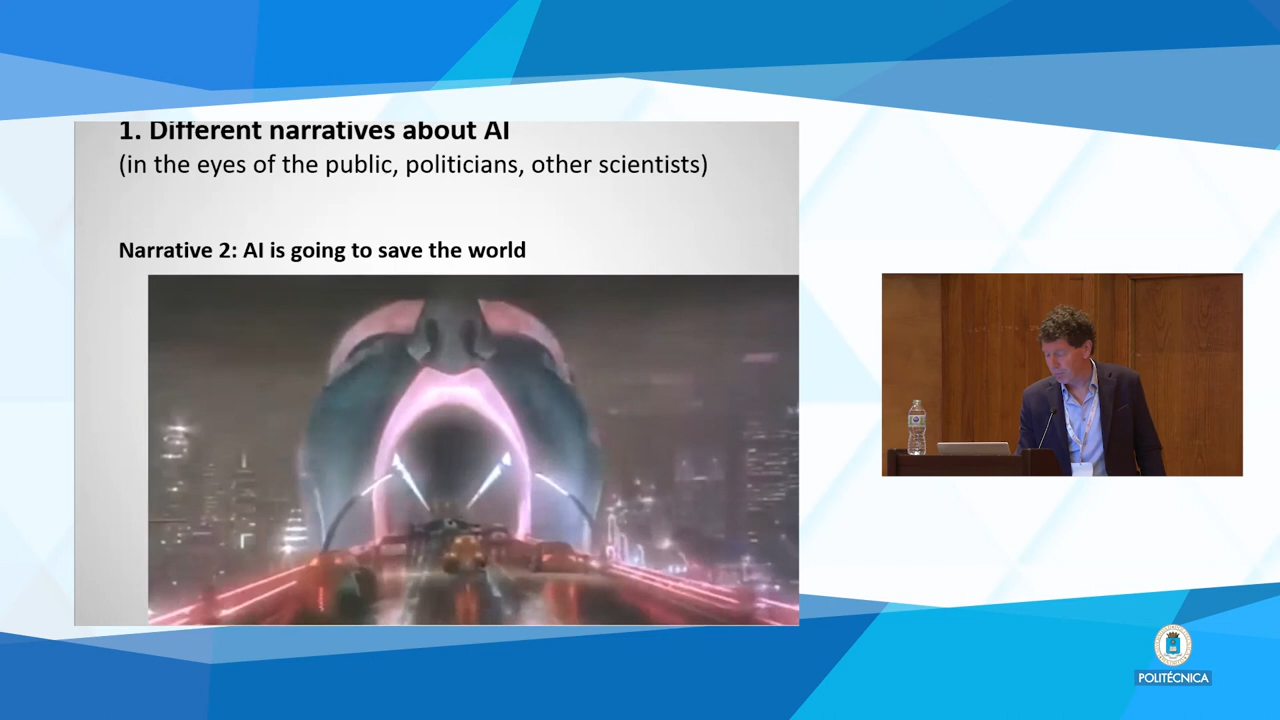 1. Different narratives about AI
(in the eyes of the public, politicians, other scientists)
Narrative 2: AI is going to save the world
POLITÉCNICA